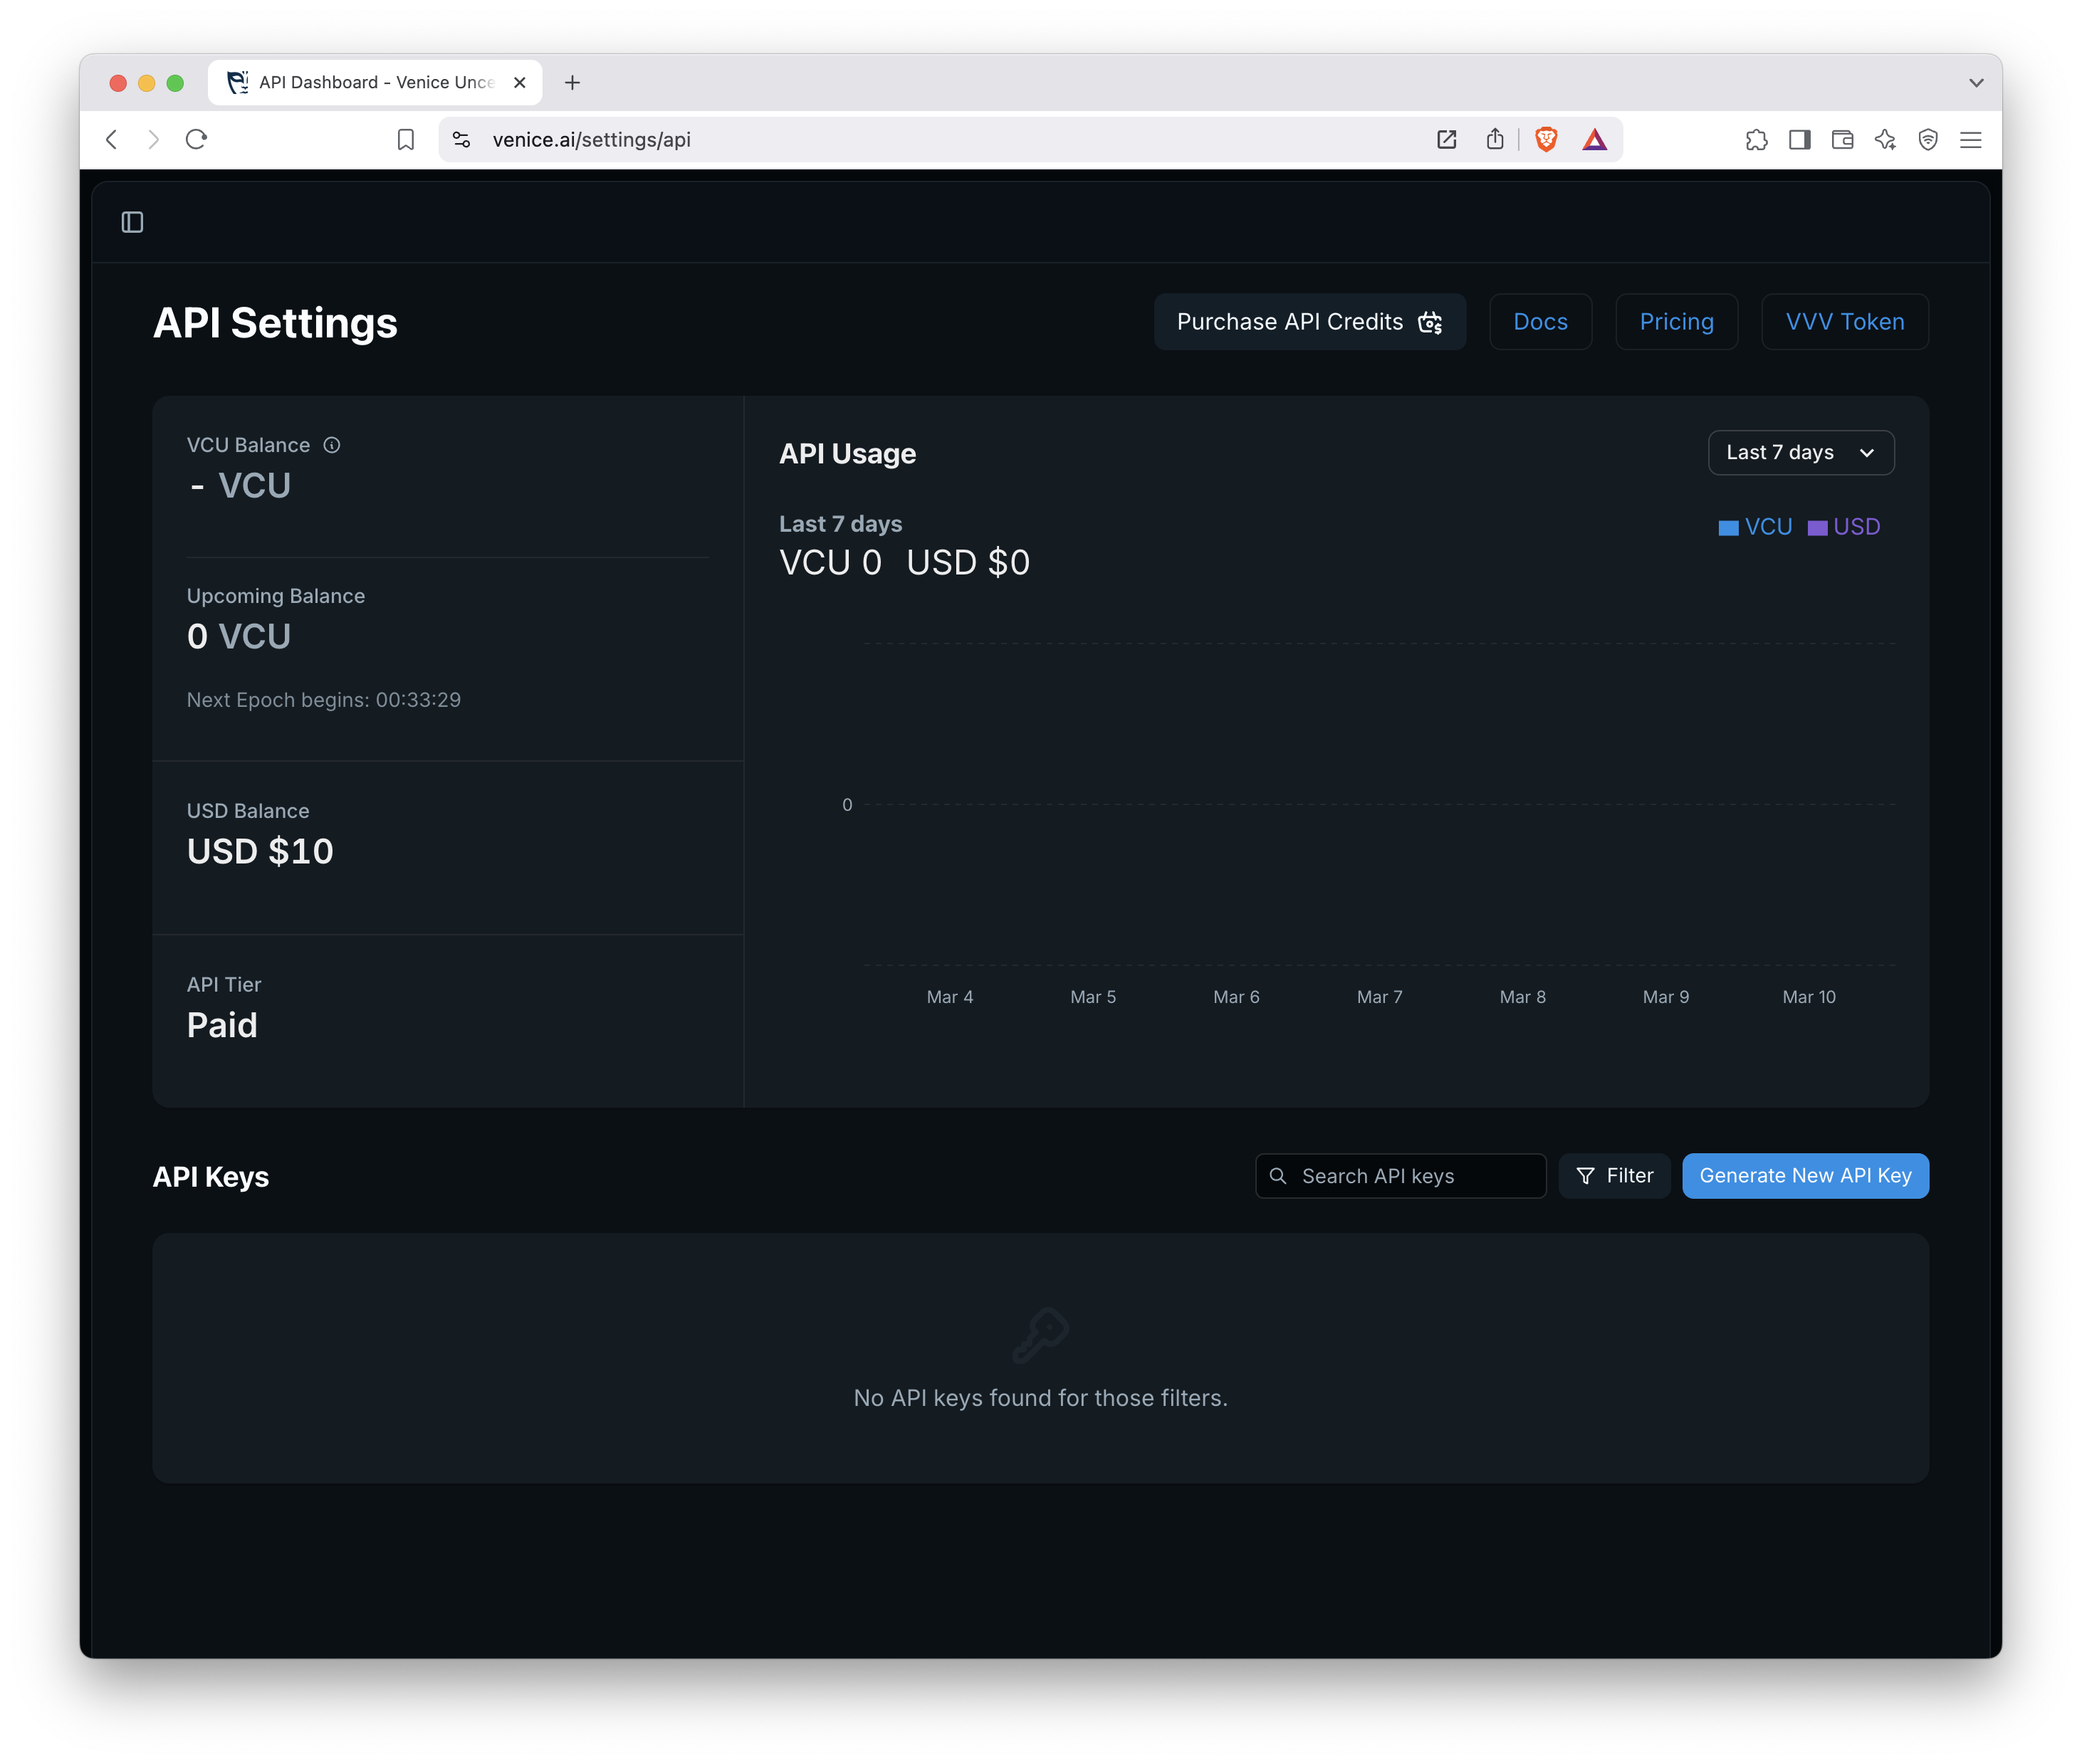 API Dashboard - Venice Unce
venice.ai/settings/api
API Settings
Purchase API Credits
Docs
Pricing
VVV Token
VCU Balance
- VCU
Upcoming Balance
0 VCU
Next Epoch begins: 00:33:29
USD Balance
USD $10
API Tier
Paid
API Usage
Last 7 days
Last 7 days
VCU USD
VCU 0 USD $0
0
Mar 4 Mar 5 Mar 6 Mar 7 Mar 8 Mar 9 Mar 10
API Keys
Search API keys
Filter
Generate New API Key
No API keys found for those filters.